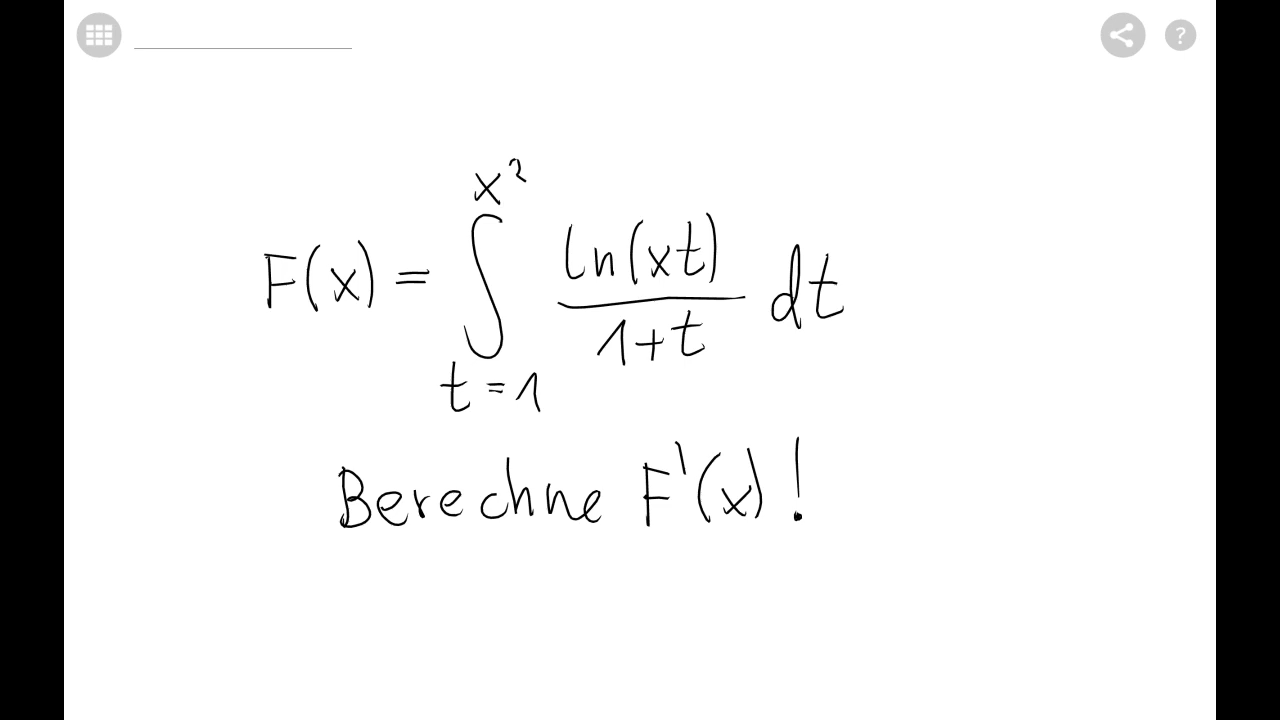 F(x) = ∫_{t=1}^{x²} ln(xt)/(1+t) dt
Berechne F'(x)!
?